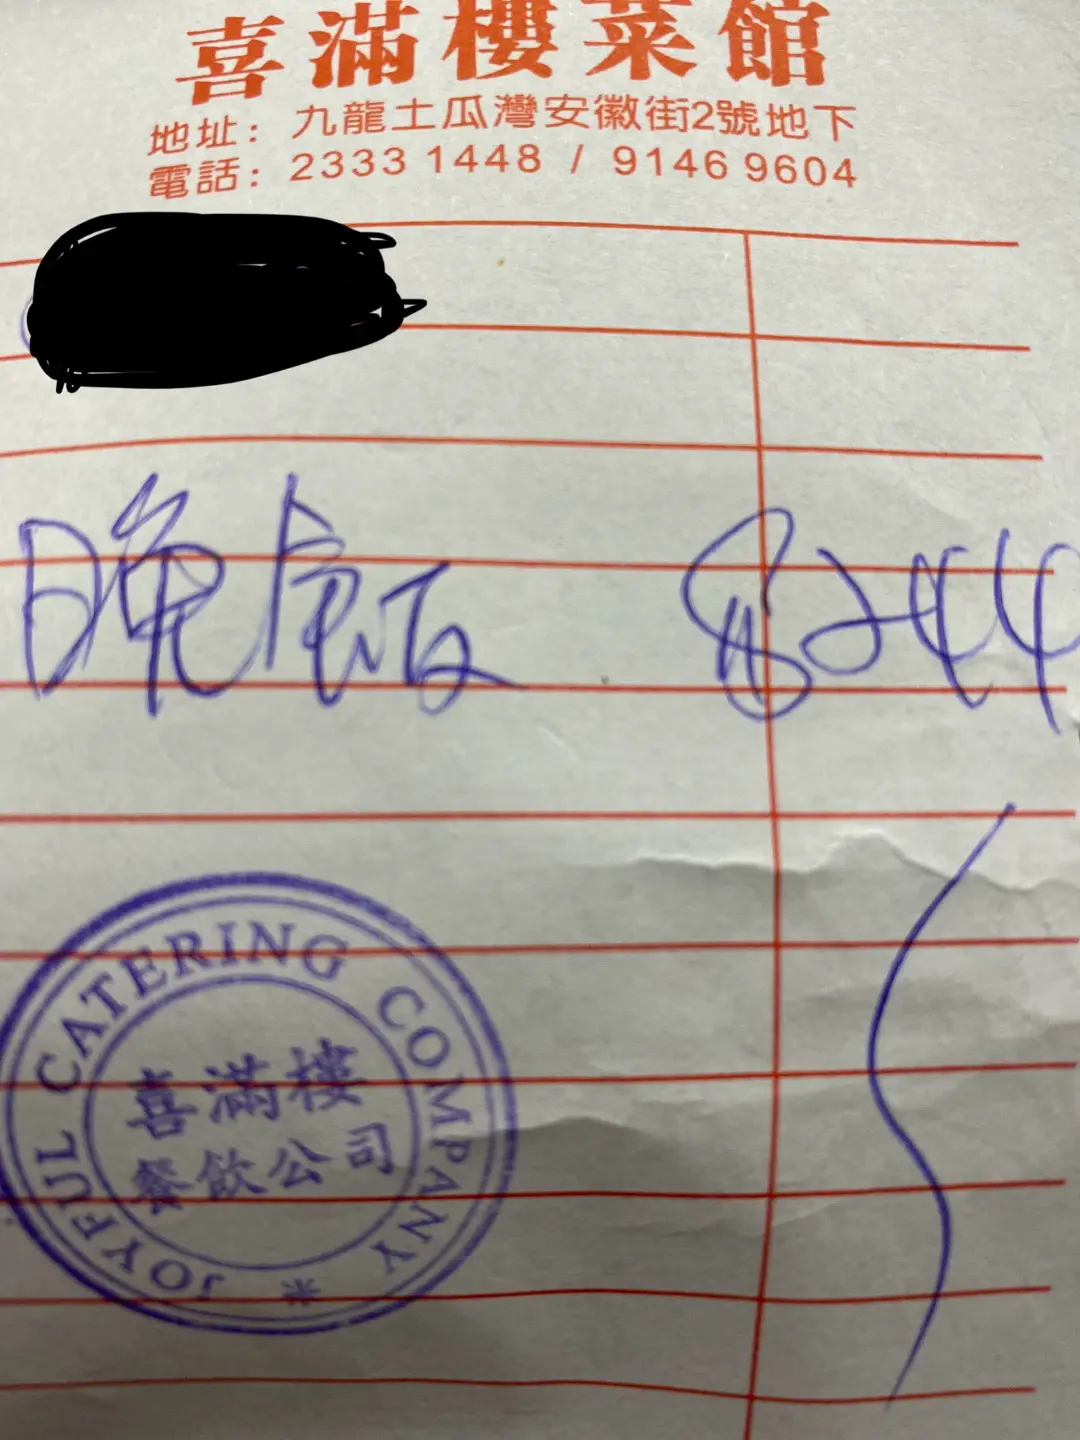 喜滿樓菜館
地址: 九龍土瓜灣安徽街2號地下
電話: 2333 1448 / 9146 9604
晚飯 $244
JOYFUL CATERING COMPANY *
喜滿樓
餐飲公司